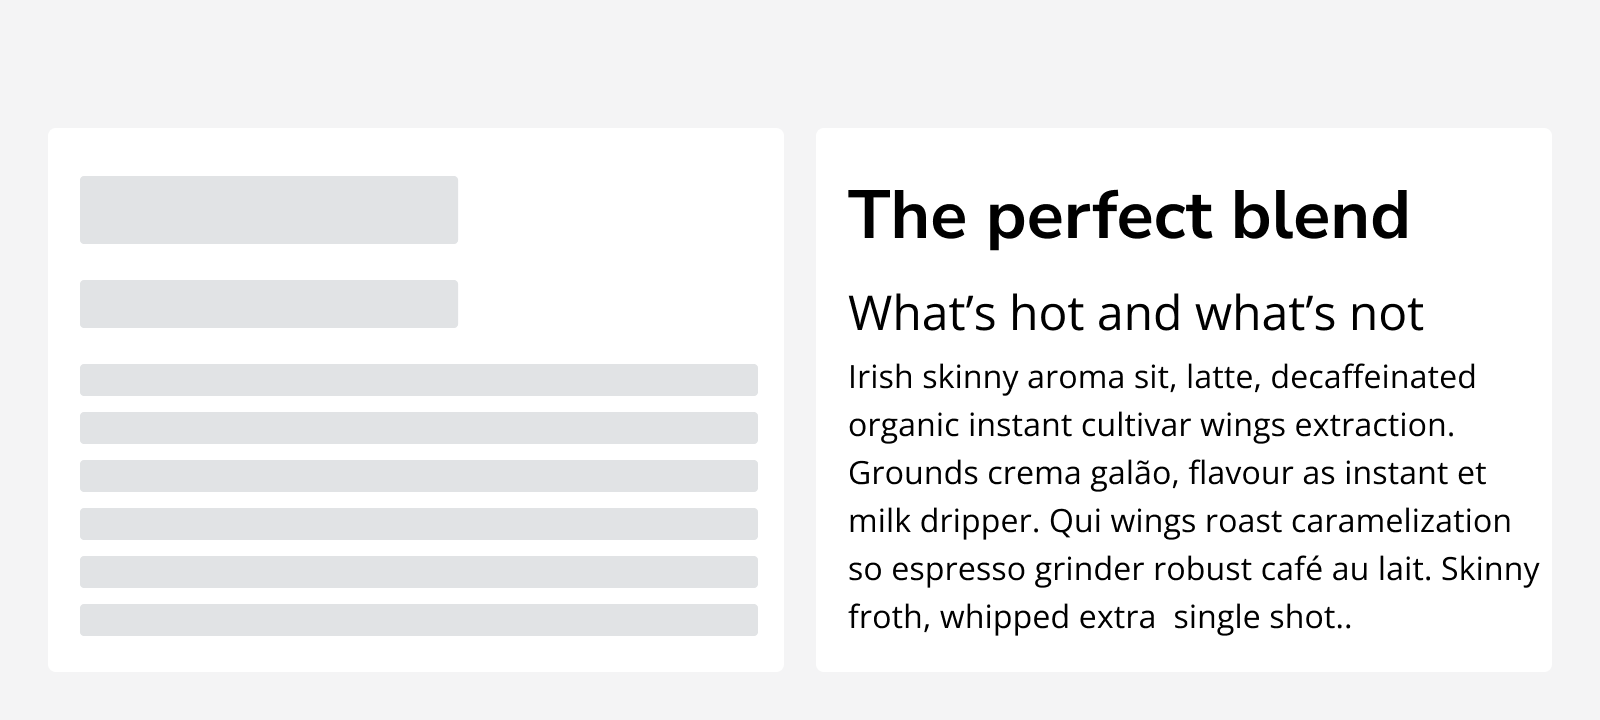 The perfect blend
What’s hot and what’s not
Irish skinny aroma sit, latte, decaffeinated
organic instant cultivar wings extraction.
Grounds crema galão, flavour as instant et
milk dripper. Qui wings roast caramelization
so espresso grinder robust café au lait. Skinny
froth, whipped extra  single shot..